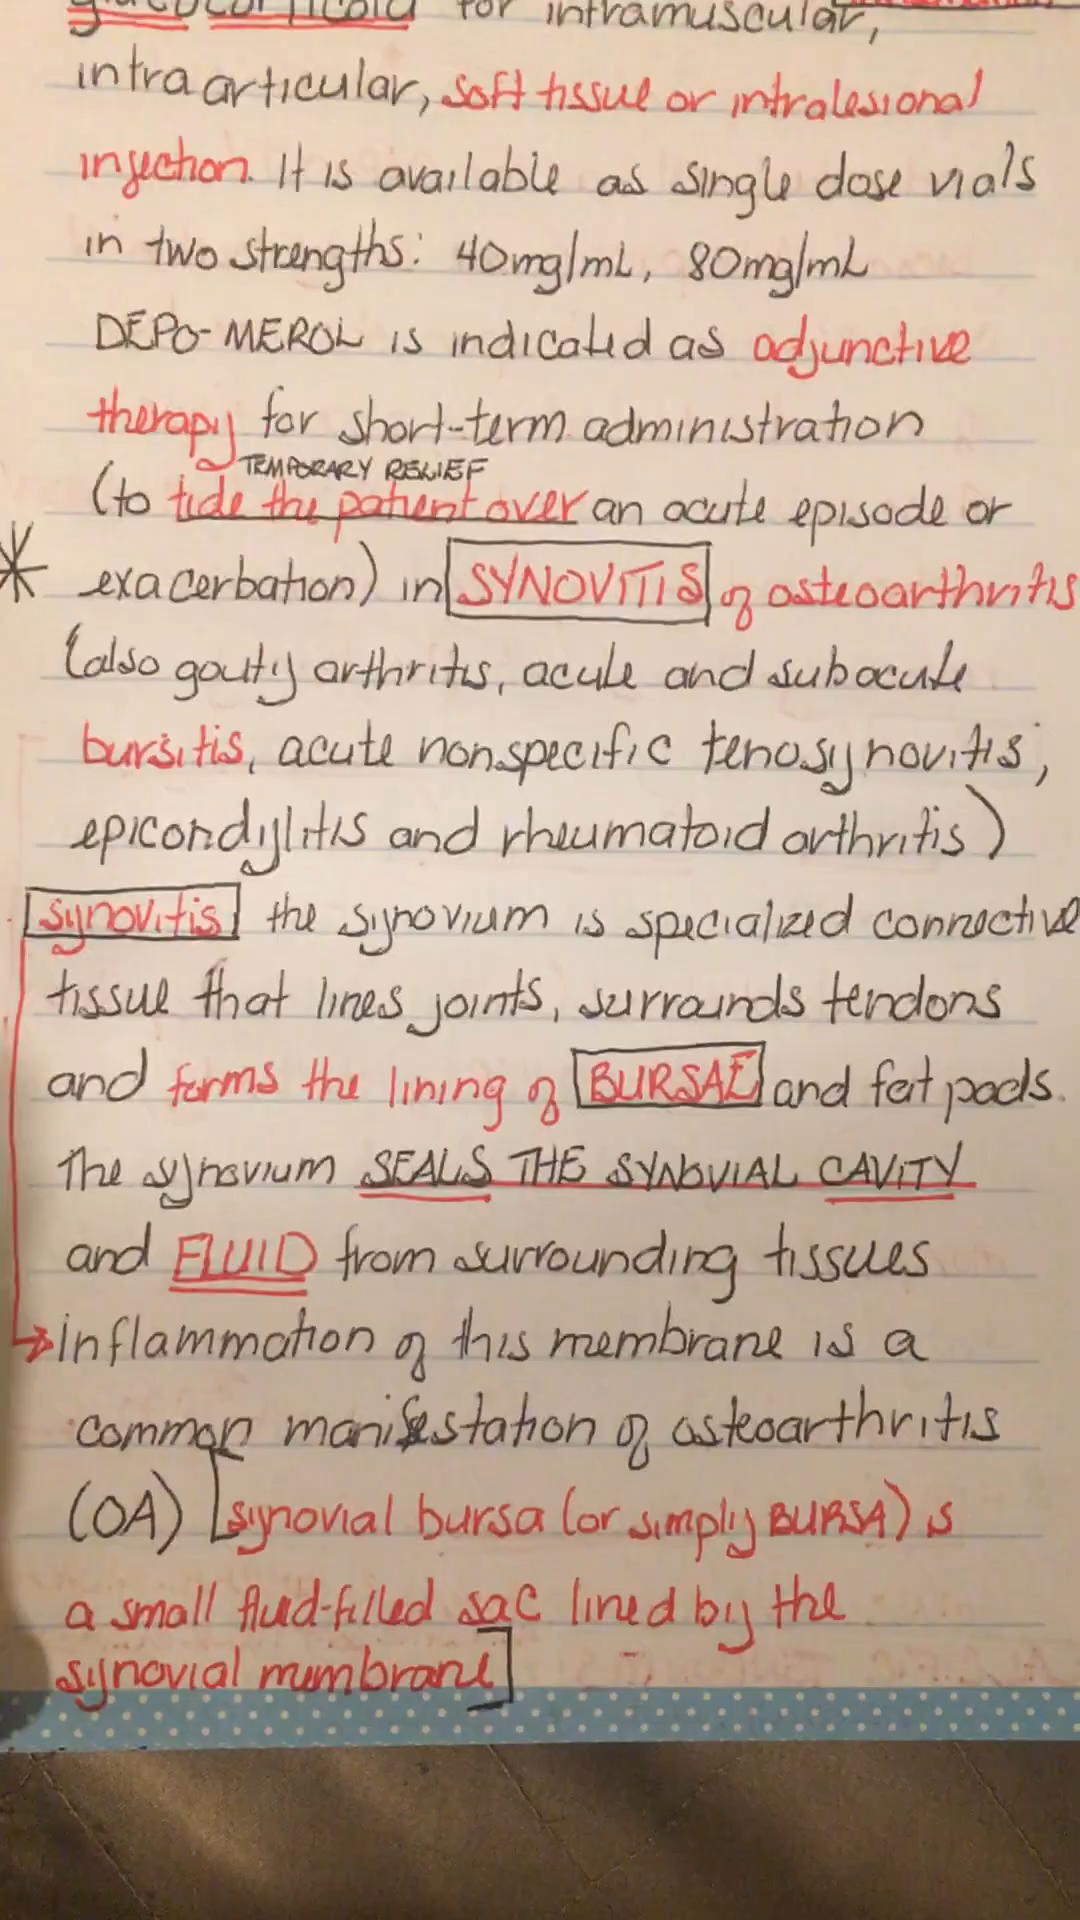 glucocorticoid for intramuscular,
intraarticular, soft tissue or intralesional
injection. It is available as single dose vials
in two strengths: 40mg/mL, 80mg/mL
DEPO-MEROL is indicated as adjunctive
therapy for short-term administration
TEMPORARY RELIEF
(to tide the patient over an acute episode or
exacerbation) in SYNOVITIS of osteoarthritis
(also gouty arthritis, acute and subacute
bursitis, acute nonspecific tenosynovitis,
epicondylitis and rheumatoid arthritis)
synovitis the synovium is specialized connective
tissue that lines joints, surrounds tendons
and forms the lining of BURSAE and fat pads.
The synovium SEALS THE SYNOVIAL CAVITY
and FLUID from surrounding tissues
inflammation of this membrane is a
common manifestation of osteoarthritis
(OA) [synovial bursa (or simply BURSA) is
a small fluid-filled sac lined by the
synovial membrane]